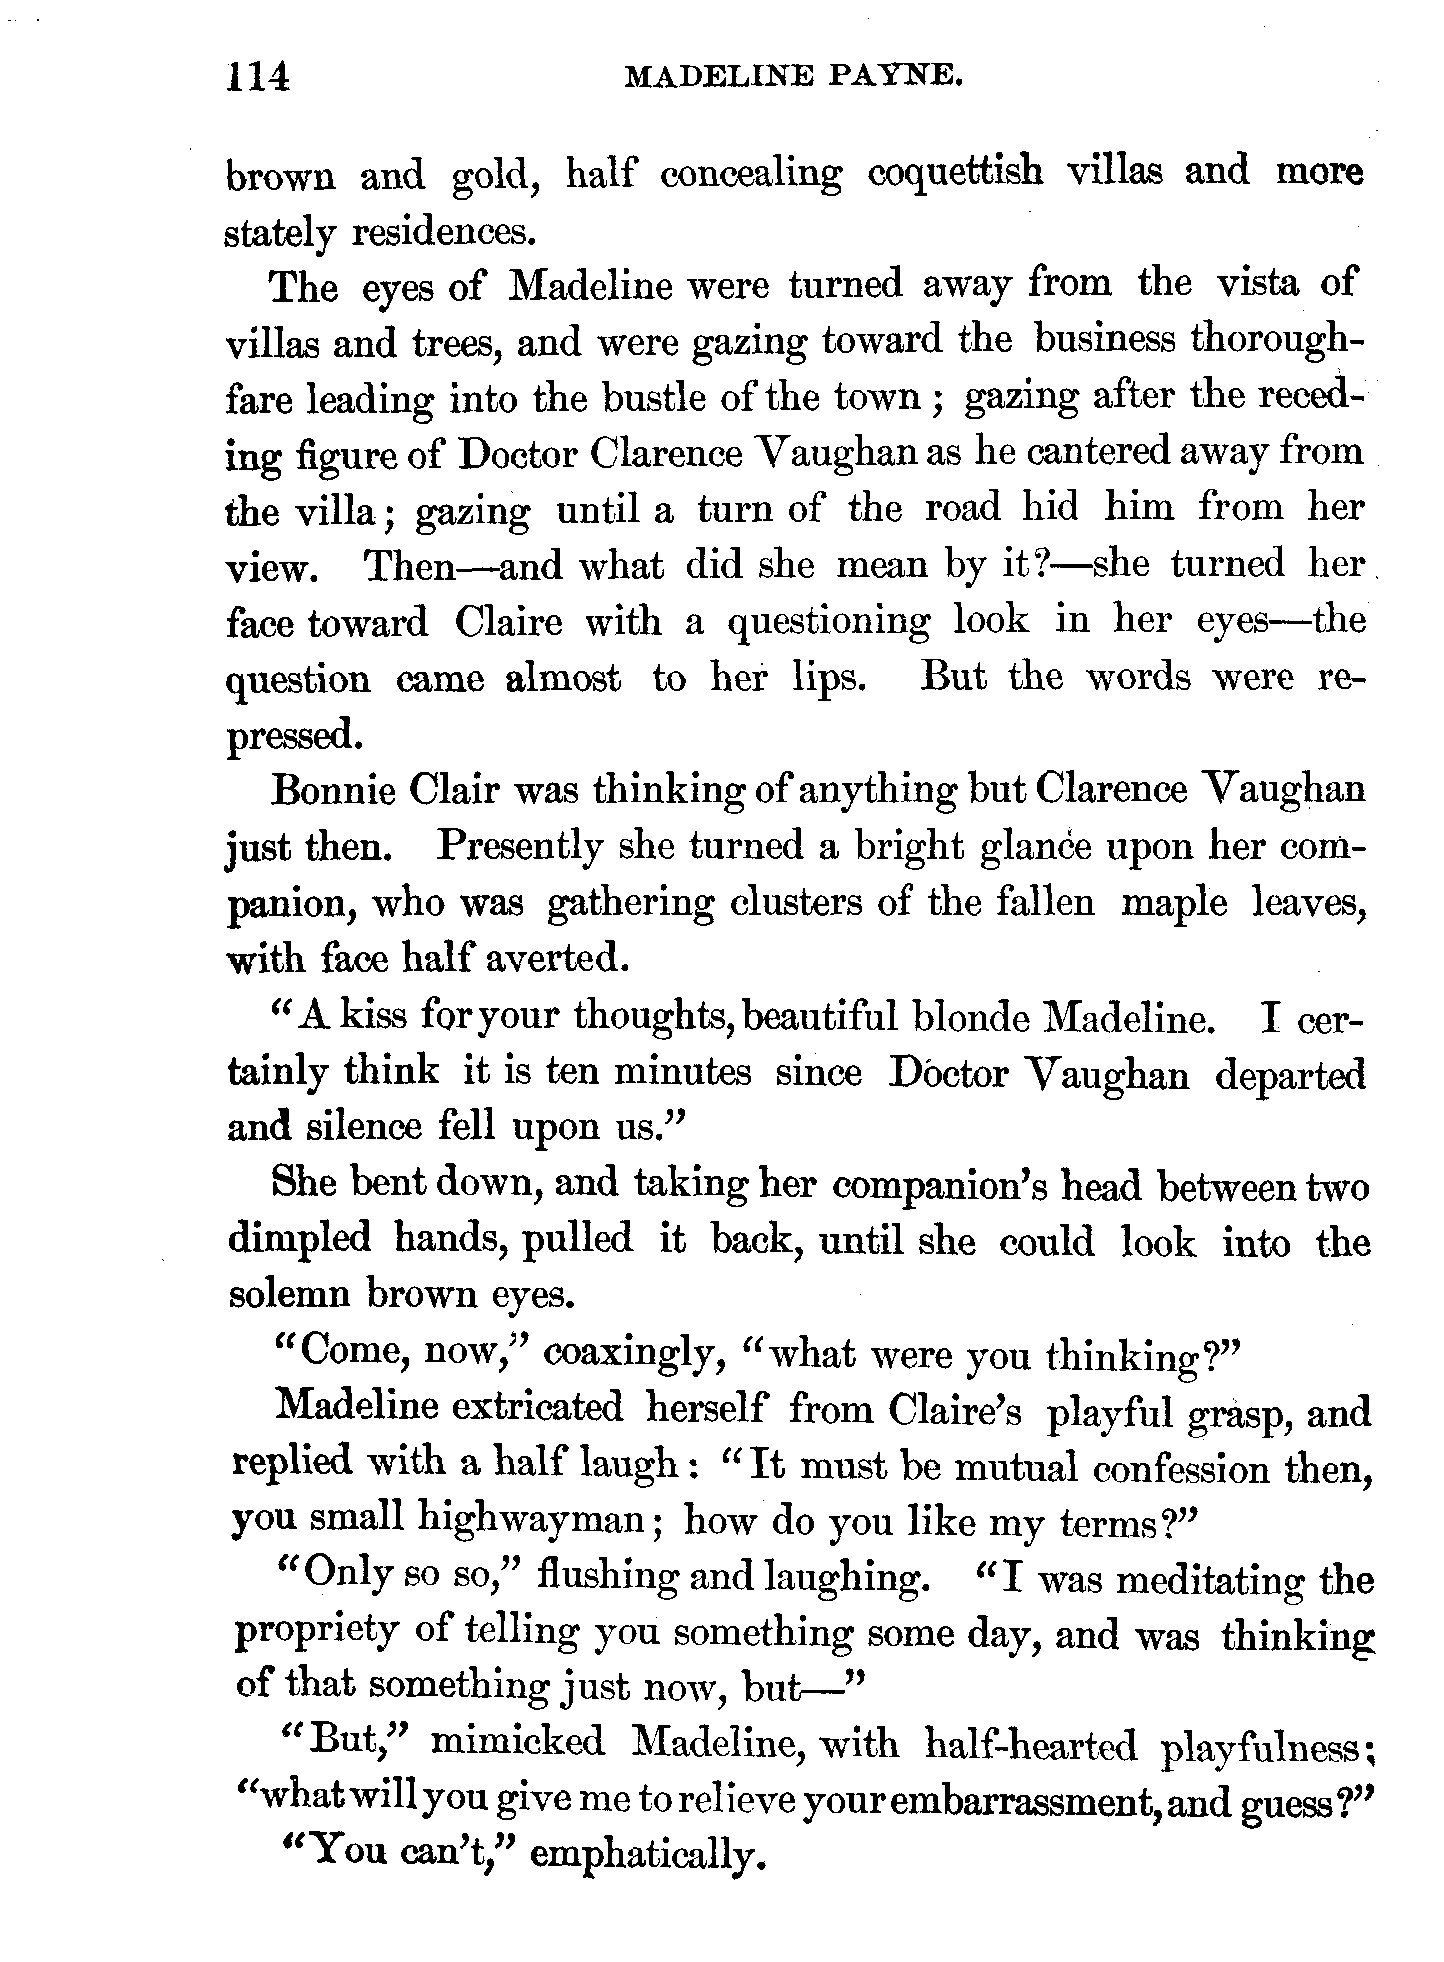 114 MADELINE PAYNE.
brown and gold, half concealing coquettish villas and more
stately residences.
The eyes of Madeline were turned away from the vista of
villas and trees, and were gazing toward the business thorough-
fare leading into the bustle of the town; gazing after the reced-
ing figure of Doctor Clarence Vaughan as he cantered away from
the villa; gazing until a turn of the road hid him from her
view. Then—and what did she mean by it?—she turned her
face toward Claire with a questioning look in her eyes—the
question came almost to her lips. But the words were re-
pressed.
Bonnie Clair was thinking of anything but Clarence Vaughan
just then. Presently she turned a bright glance upon her com-
panion, who was gathering clusters of the fallen maple leaves,
with face half averted.
"A kiss for your thoughts, beautiful blonde Madeline. I cer-
tainly think it is ten minutes since Doctor Vaughan departed
and silence fell upon us."
She bent down, and taking her companion's head between two
dimpled hands, pulled it back, until she could look into the
solemn brown eyes.
"Come, now," coaxingly, "what were you thinking?"
Madeline extricated herself from Claire's playful grasp, and
replied with a half laugh: "It must be mutual confession then,
you small highwayman; how do you like my terms?"
"Only so so," flushing and laughing. "I was meditating the
propriety of telling you something some day, and was thinking
of that something just now, but—"
"But," mimicked Madeline, with half-hearted playfulness;
"what will you give me to relieve your embarrassment, and guess?"
"You can't," emphatically.